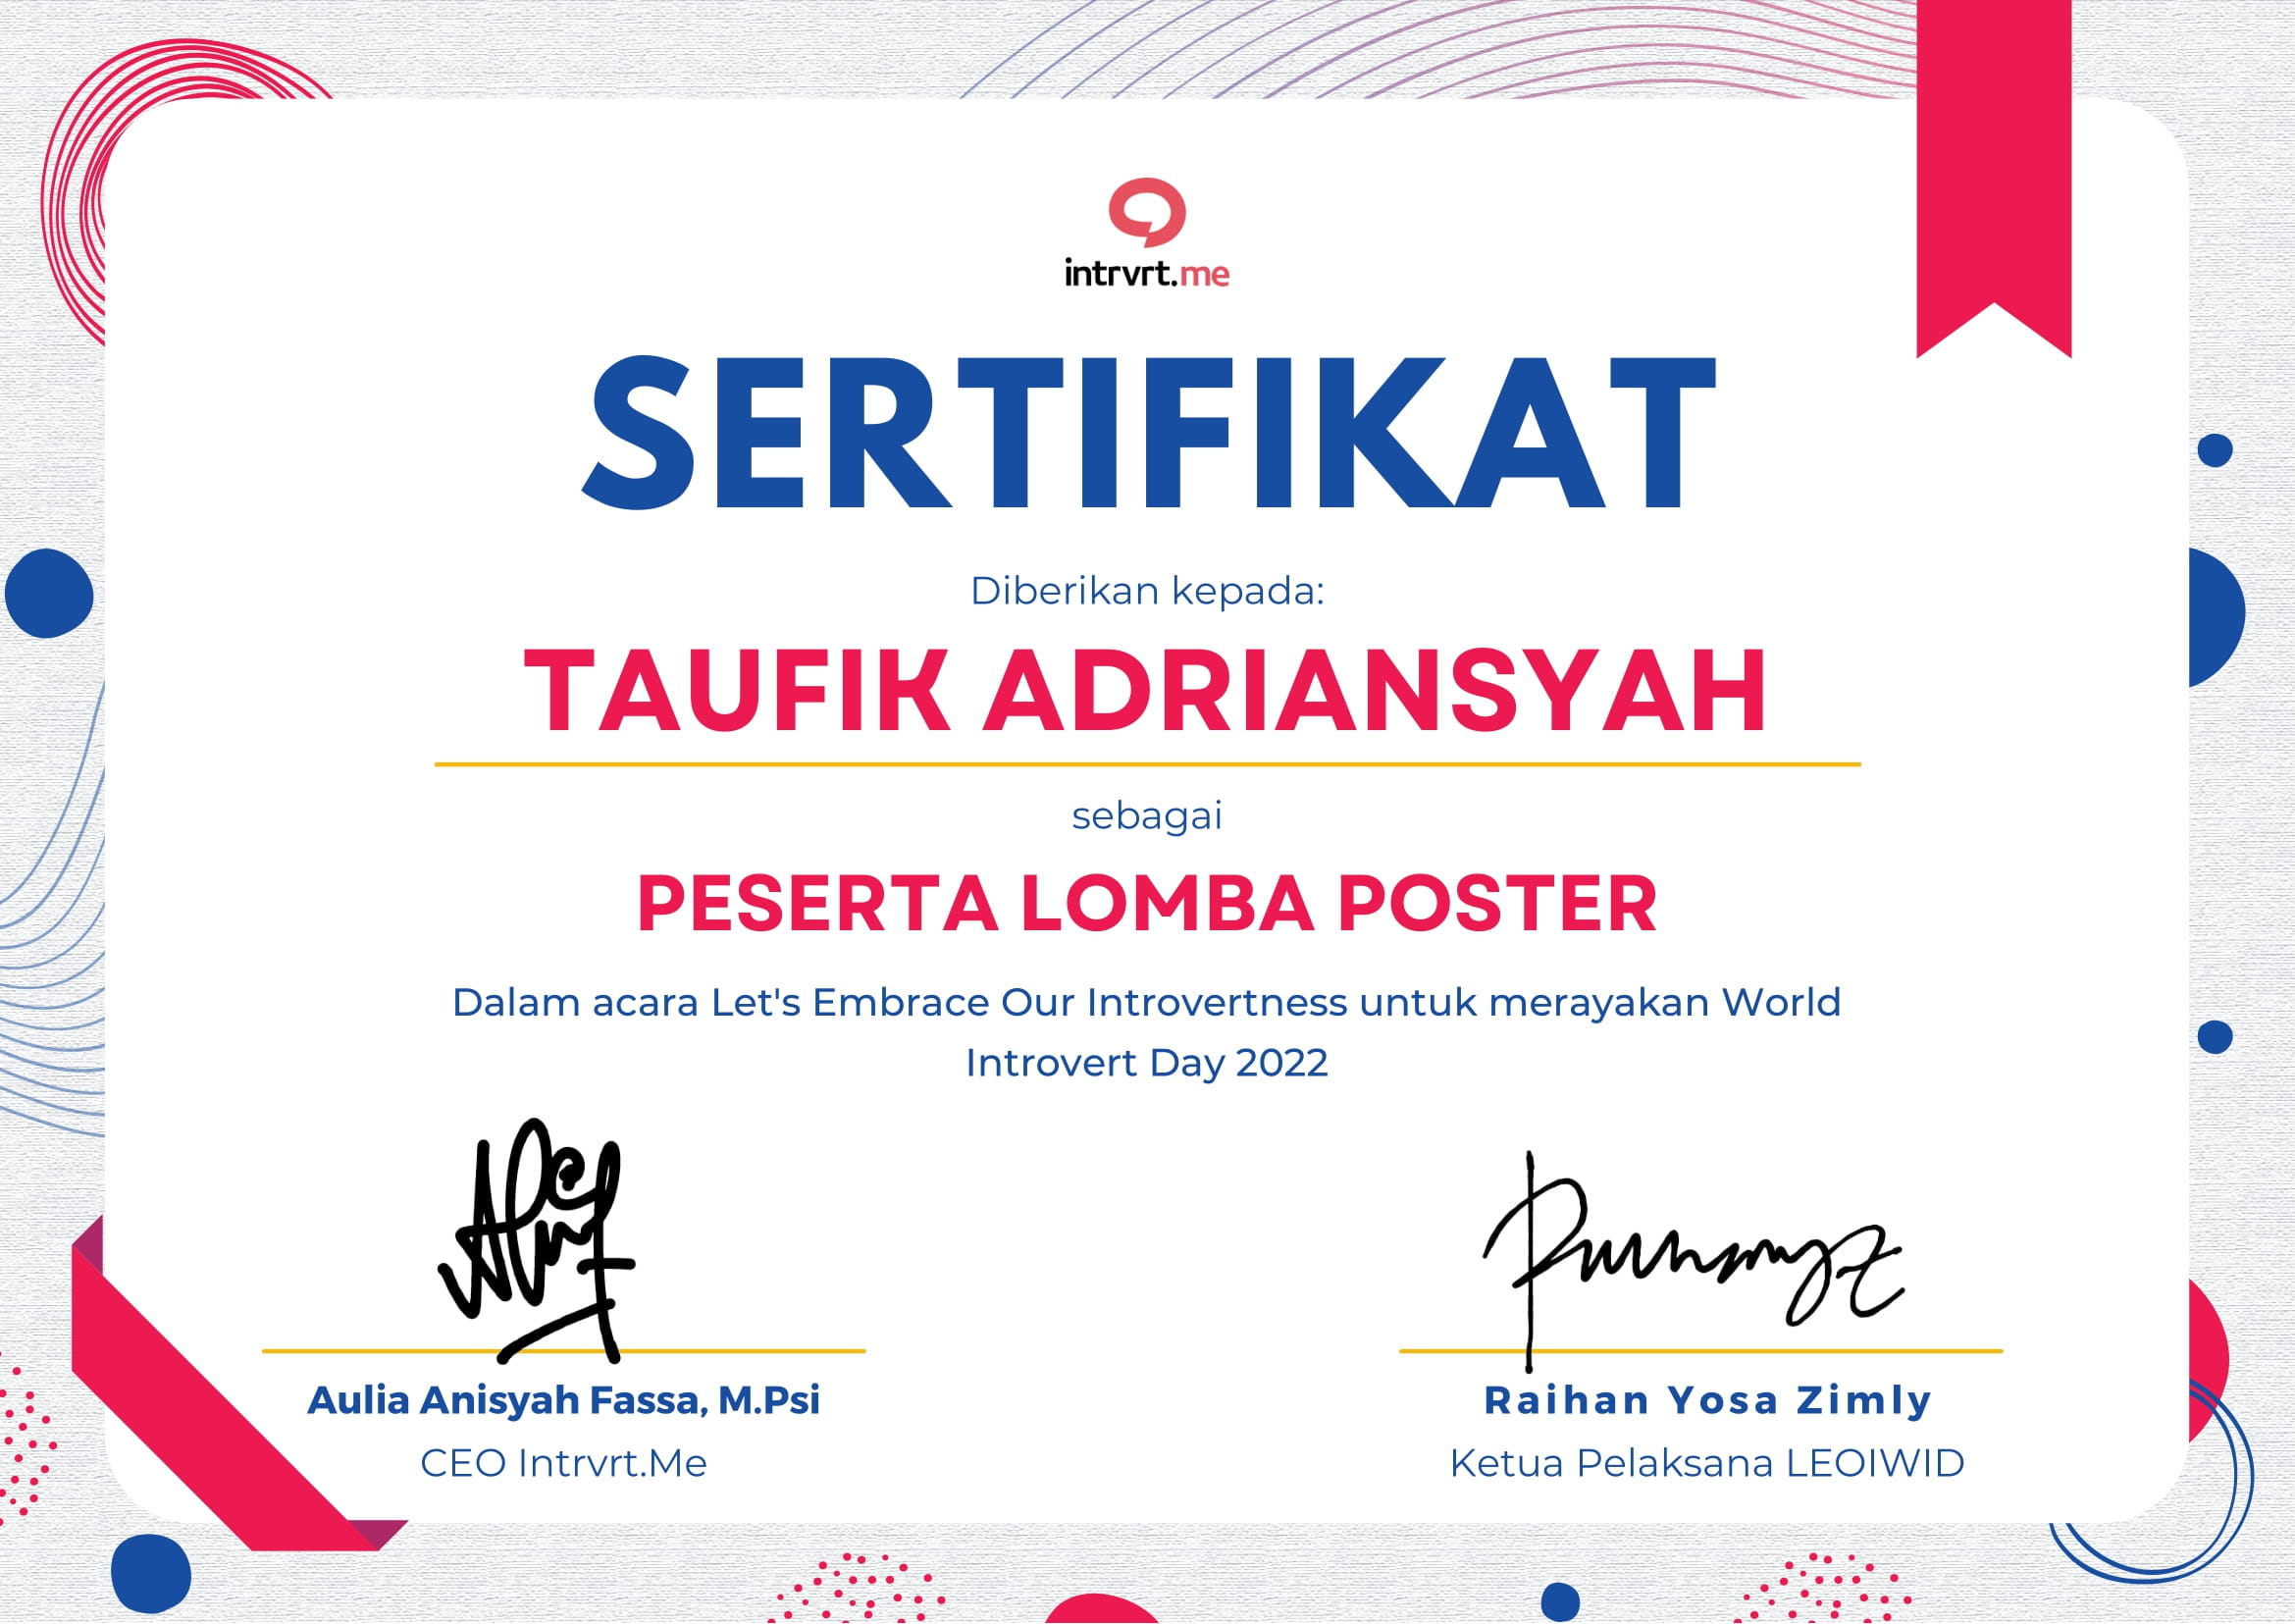 intrvrt.me
SERTIFIKAT
Diberikan kepada:
TAUFIK ADRIANSYAH
sebagai
PESERTA LOMBA POSTER
Dalam acara Let's Embrace Our Introvertness untuk merayakan World
Introvert Day 2022
Aulia Anisyah Fassa, M.Psi
CEO Intrvrt.Me
Raihan Yosa Zimly
Ketua Pelaksana LEOIWID